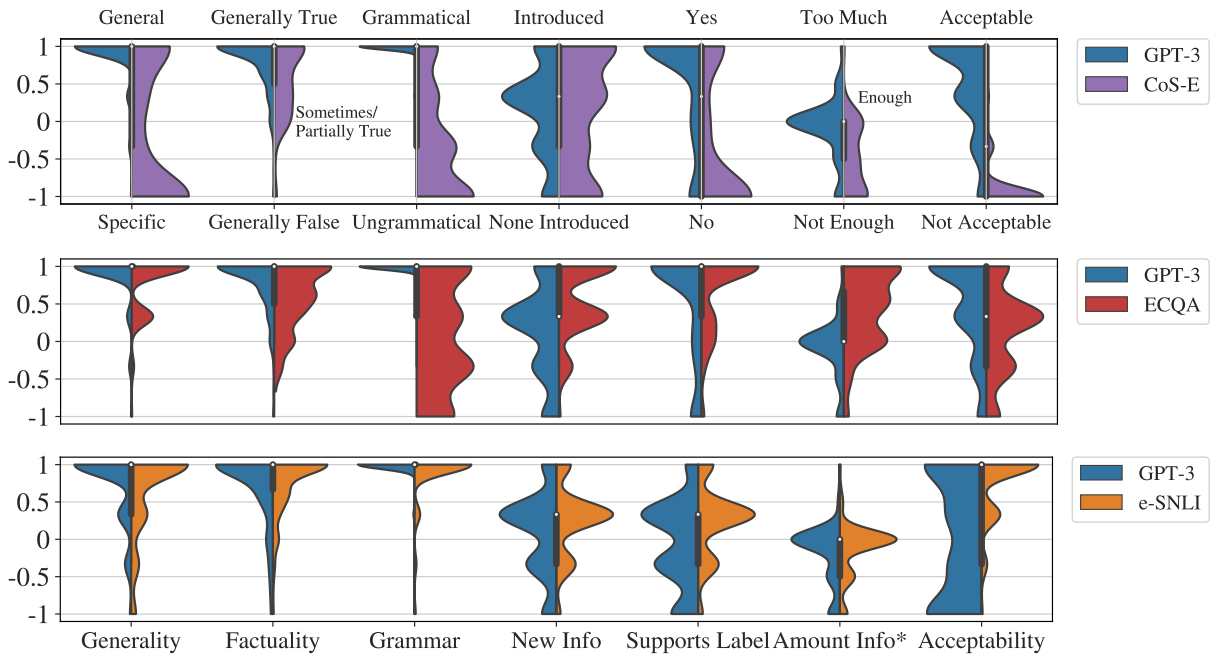 General Generally True Grammatical Introduced Yes Too Much Acceptable
1
0.5
0
-0.5
-1
Sometimes/
Partially True
Enough
GPT-3
CoS-E
Specific Generally False Ungrammatical None Introduced No Not Enough Not Acceptable
1
0.5
0
-0.5
-1
GPT-3
ECQA
1
0.5
0
-0.5
-1
GPT-3
e-SNLI
Generality Factuality Grammar New Info Supports Label Amount Info* Acceptability